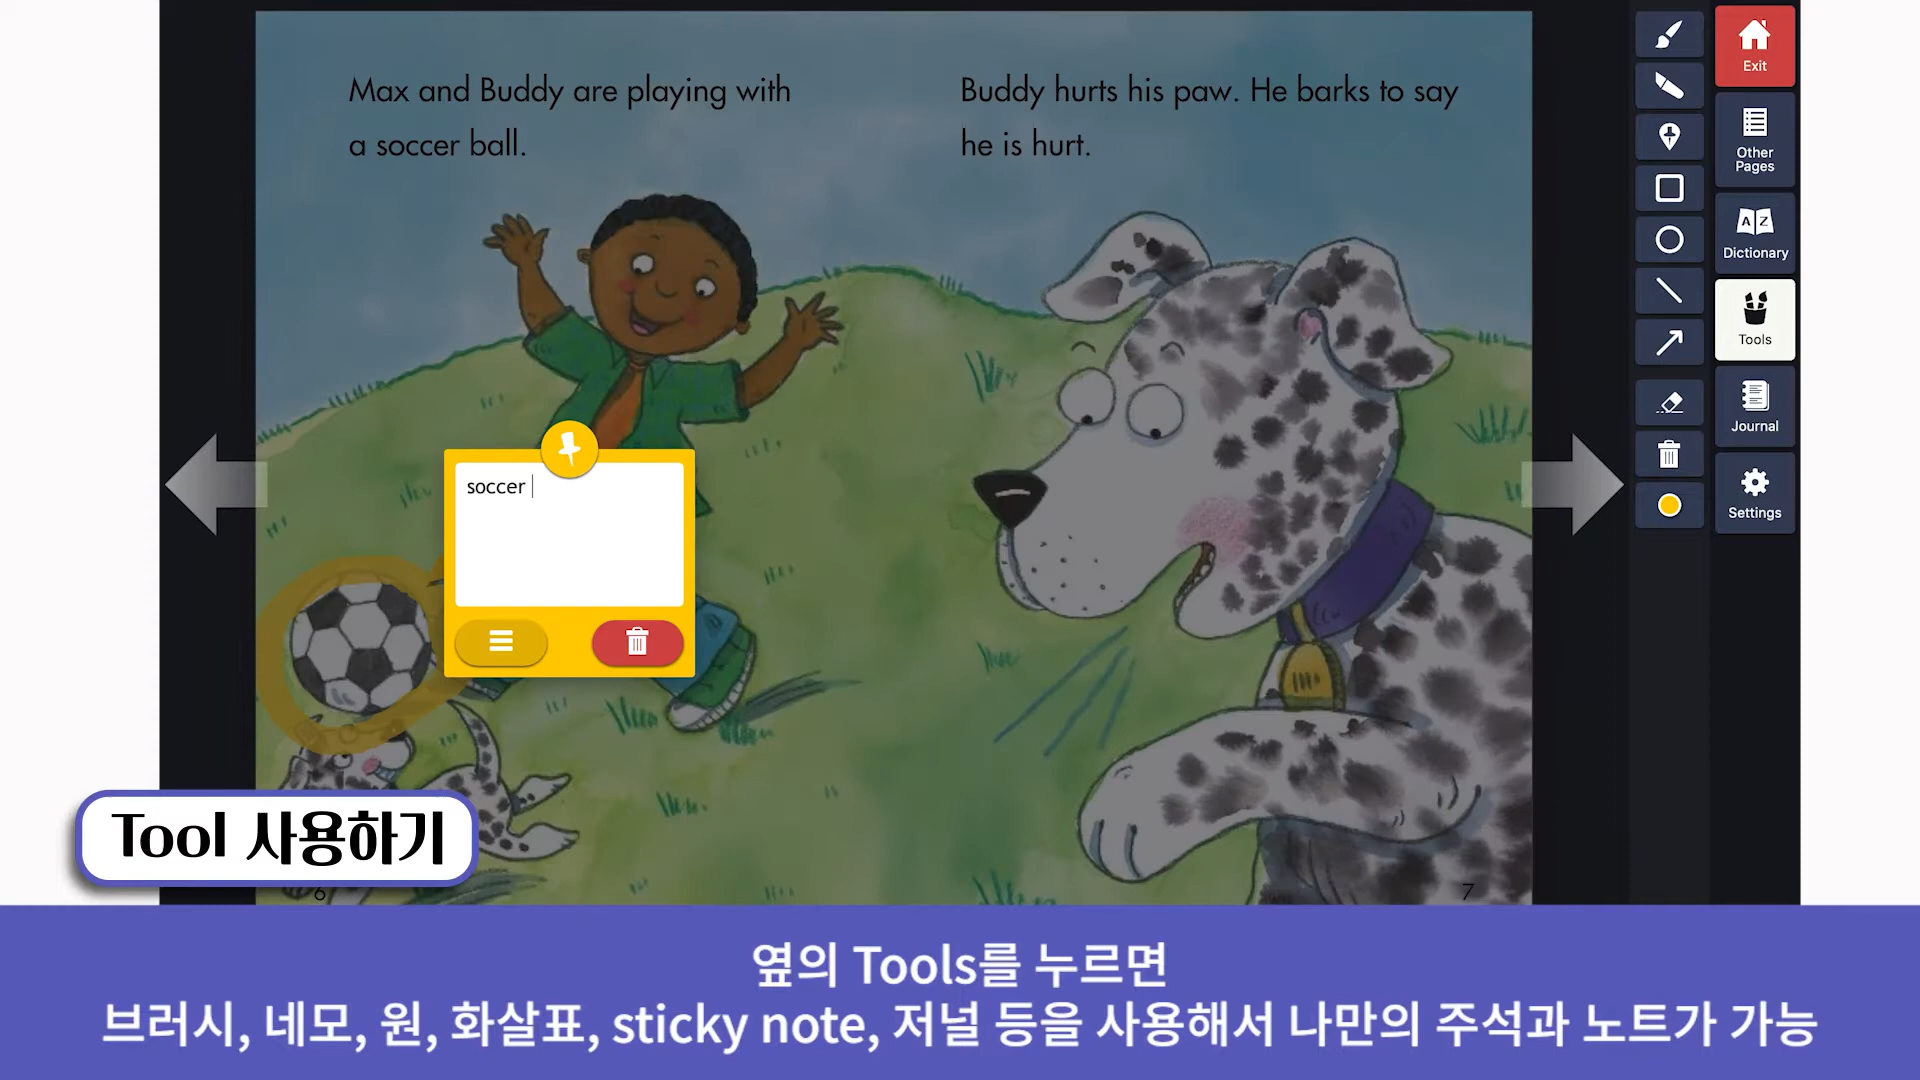 Max and Buddy are playing with
a soccer ball.
Buddy hurts his paw. He barks to say
he is hurt.
soccer
6
7
Exit
Other
Pages
A Z
Dictionary
Tools
Journal
Settings
Tool 사용하기
옆의 Tools를 누르면
브러시, 네모, 원, 화살표, sticky note, 저널 등을 사용해서 나만의 주석과 노트가 가능